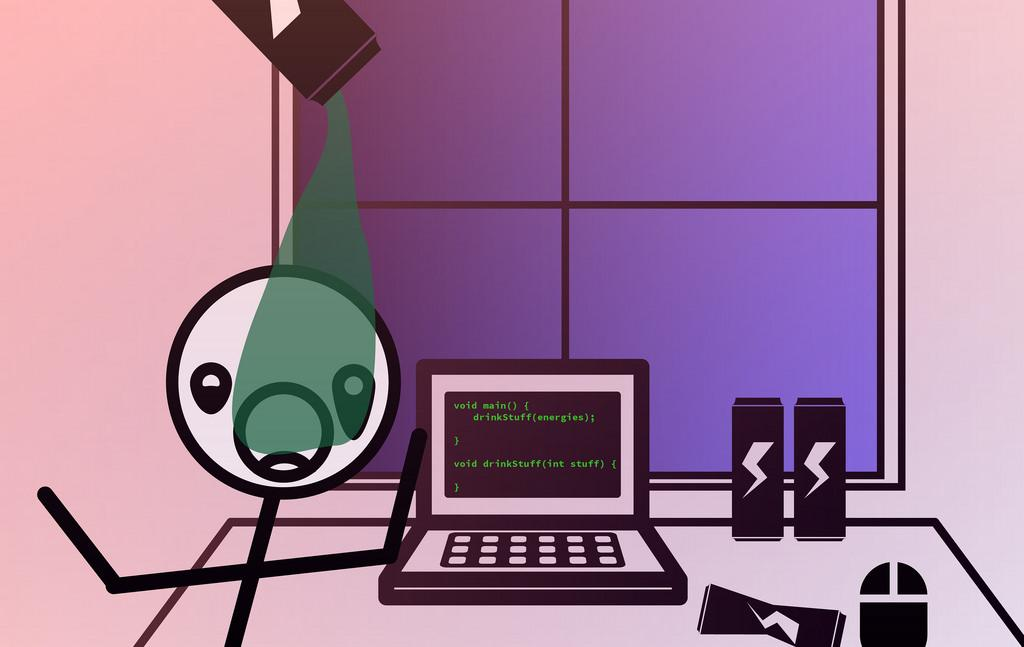 void main() {
drinkStuff(energies);
}
void drinkStuff(int stuff) {
}